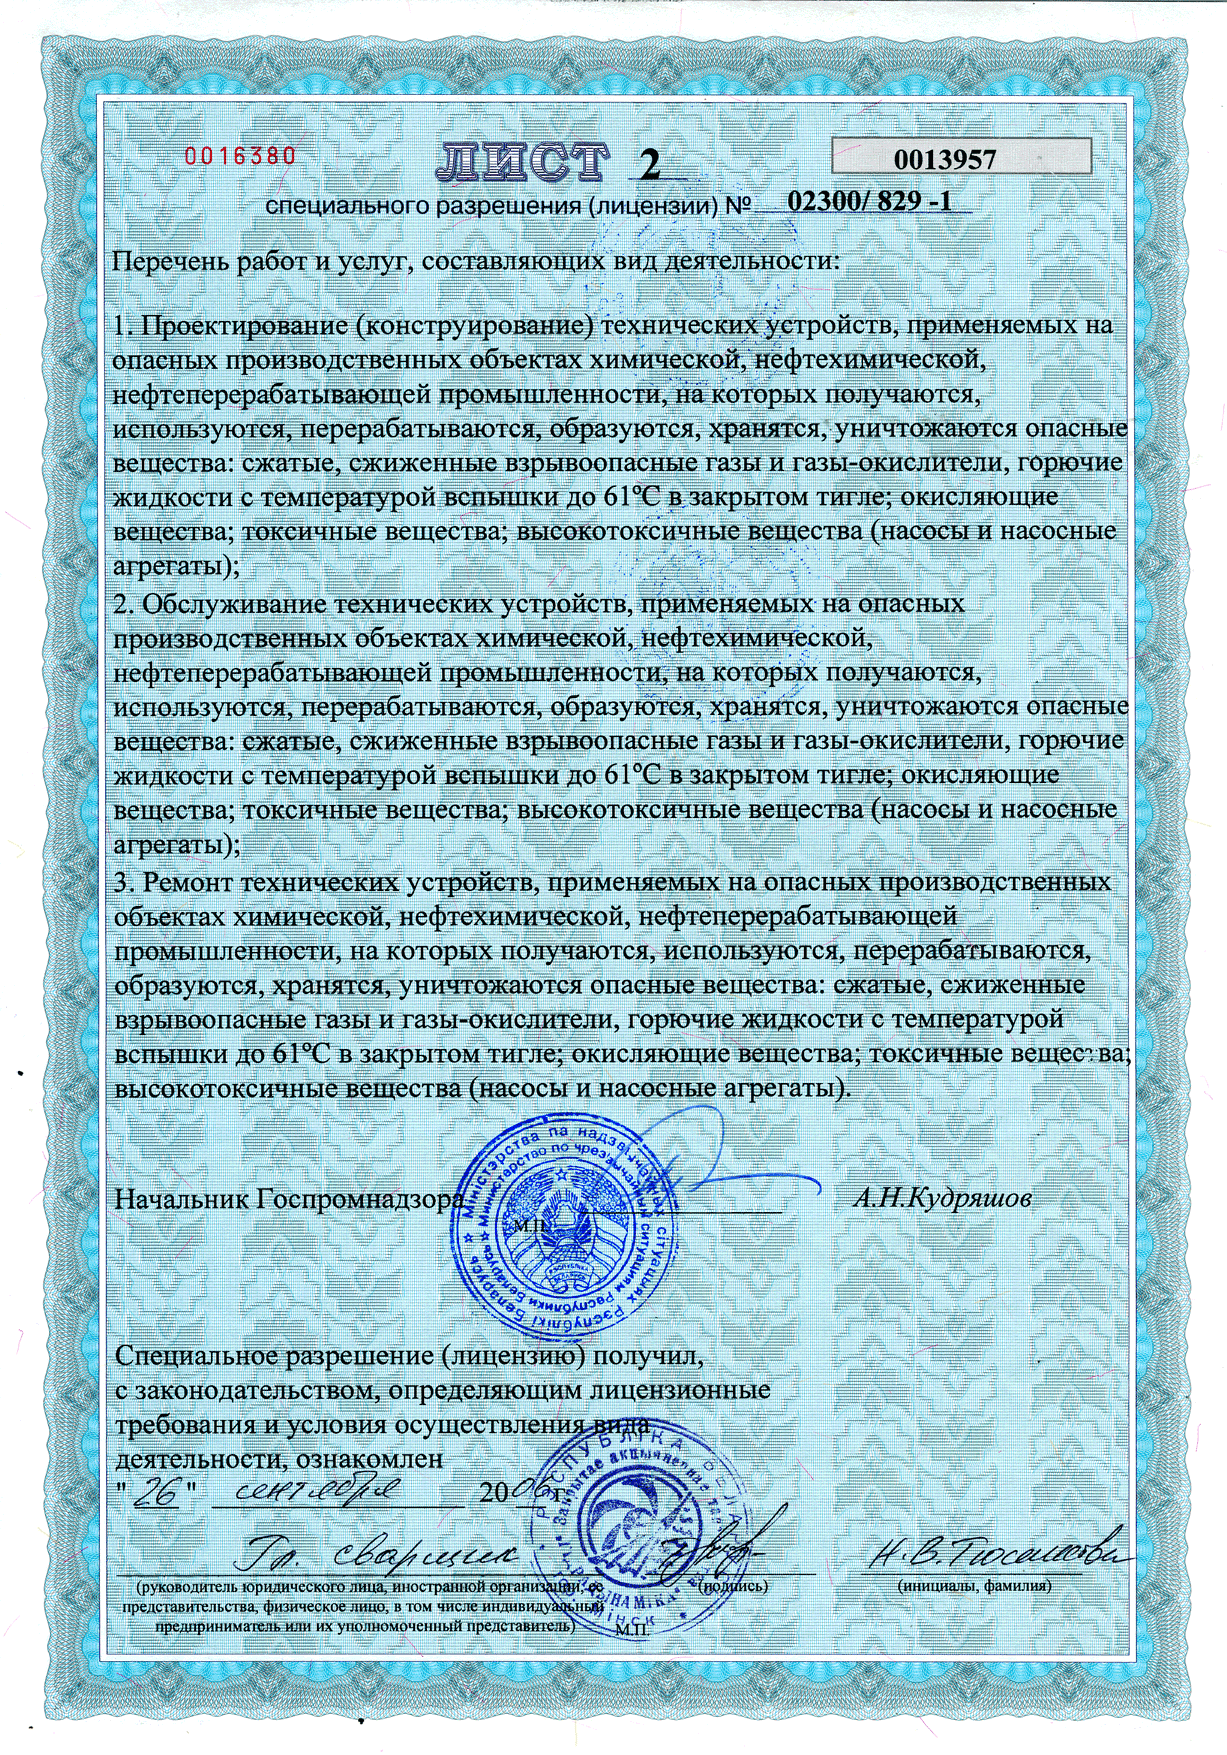 0016380
ЛИСТ 2
0013957
специального разрешения (лицензии) № 02300/ 829 -1
Перечень работ и услуг, составляющих вид деятельности:
1. Проектирование (конструирование) технических устройств, применяемых на
опасных производственных объектах химической, нефтехимической,
нефтеперерабатывающей промышленности, на которых получаются,
используются, перерабатываются, образуются, хранятся, уничтожаются опасные
вещества: сжатые, сжиженные взрывоопасные газы и газы-окислители, горючие
жидкости с температурой вспышки до 61ºС в закрытом тигле; окисляющие
вещества; токсичные вещества; высокотоксичные вещества (насосы и насосные
агрегаты);
2. Обслуживание технических устройств, применяемых на опасных
производственных объектах химической, нефтехимической,
нефтеперерабатывающей промышленности, на которых получаются,
используются, перерабатываются, образуются, хранятся, уничтожаются опасные
вещества: сжатые, сжиженные взрывоопасные газы и газы-окислители, горючие
жидкости с температурой вспышки до 61ºС в закрытом тигле; окисляющие
вещества; токсичные вещества; высокотоксичные вещества (насосы и насосные
агрегаты);
3. Ремонт технических устройств, применяемых на опасных производственных
объектах химической, нефтехимической, нефтеперерабатывающей
промышленности, на которых получаются, используются, перерабатываются,
образуются, хранятся, уничтожаются опасные вещества: сжатые, сжиженные
взрывоопасные газы и газы-окислители, горючие жидкости с температурой
вспышки до 61ºС в закрытом тигле; окисляющие вещества; токсичные вещества;
высокотоксичные вещества (насосы и насосные агрегаты).
Міністэрства па надзвычайных сітуацыях Рэспублікі Беларусь
Министерство по чрезвычайным ситуациям Республики Беларусь
Начальник Госпромнадзора
А.Н.Кудряшов
М.П.
Специальное разрешение (лицензию) получил,
с законодательством, определяющим лицензионные
требования и условия осуществления вида
деятельности, ознакомлен
"26" сентября 2006 г.
РЭСПУБЛІКА БЕЛА
Закрытае акцыянернае
МІНСК
Гл. сварщик
Н.В.
(руководитель юридического лица, иностранной организации, ее
представительства, физическое лицо, в том числе индивидуальный
предприниматель или их уполномоченный представитель)
(подпись)
(инициалы, фамилия)
М.П.